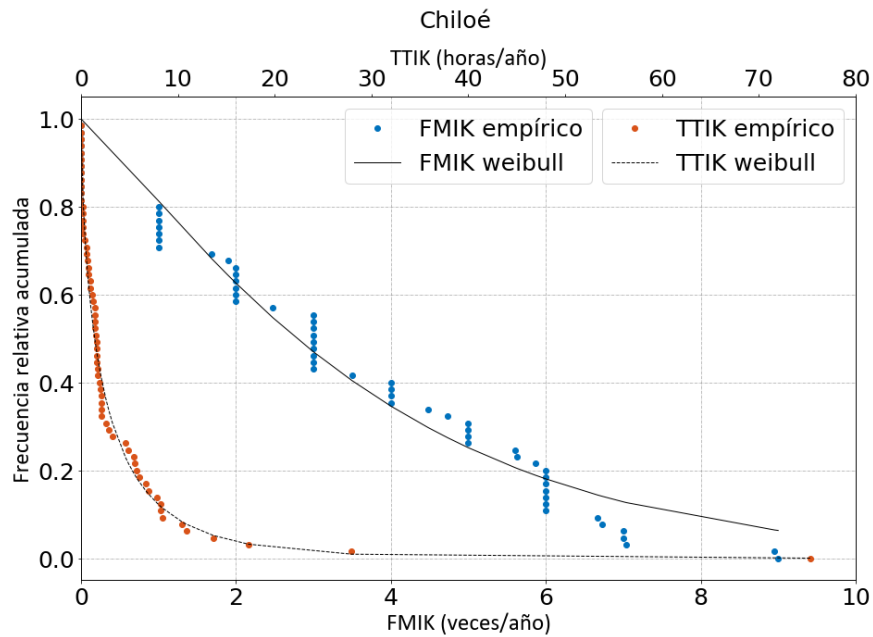 Chiloé
TTIK (horas/año)
0 10 20 30 40 50 60 70 80
FMIK empírico
FMIK weibull
TTIK empírico
TTIK weibull
Frecuencia relativa acumulada
1.0
0.8
0.6
0.4
0.2
0.0
0 2 4 6 8 10
FMIK (veces/año)